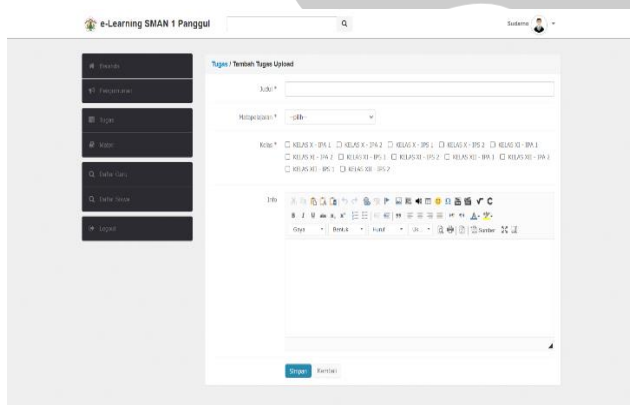 e-Learning SMAN 1 Panggul
Sudarno
Beranda
Pengumuman
Tugas
Materi
Daftar Guru
Daftar Siswa
Logout
Tugas / Tambah Tugas Upload
Judul *
Matapelajaran *
--pilih--
Kelas *
KELAS X - IPA 1 KELAS X - IPA 2 KELAS X - IPS 1 KELAS X - IPS 2 KELAS XI - IPA 1
KELAS XI - IPA 2 KELAS XI - IPS 1 KELAS XI - IPS 2 KELAS XII - IPA 1 KELAS XII - IPA 2
KELAS XII - IPS 1 KELAS XII - IPS 2
Info
Gaya Bentuk Huruf Uk... Sumber
Simpan Kembali